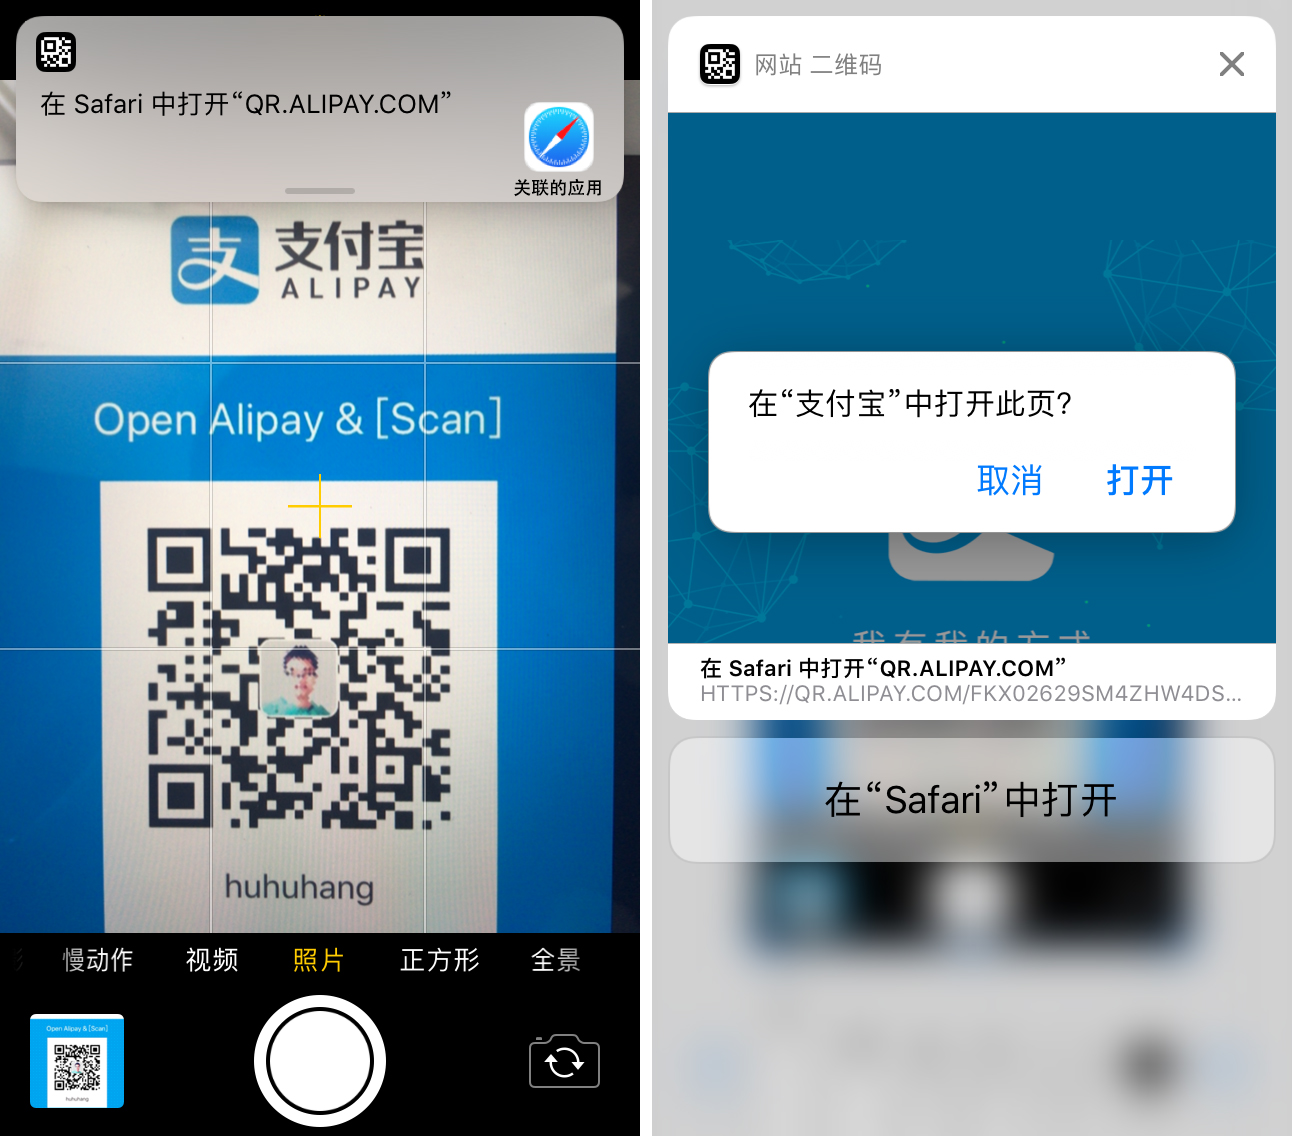 在 Safari 中打开“QR.ALIPAY.COM”
关联的应用
支
支付宝
ALIPAY
Open Alipay & [Scan]
huhuhang
慢动作
视频
照片
正方形
全景
Open Alipay & [Scan]
huhuhang
网站 二维码
在“支付宝”中打开此页?
取消
打开
我有我的方式
在 Safari 中打开“QR.ALIPAY.COM”
HTTPS://QR.ALIPAY.COM/FKX02629SM4ZHW4DS...
在“Safari”中打开